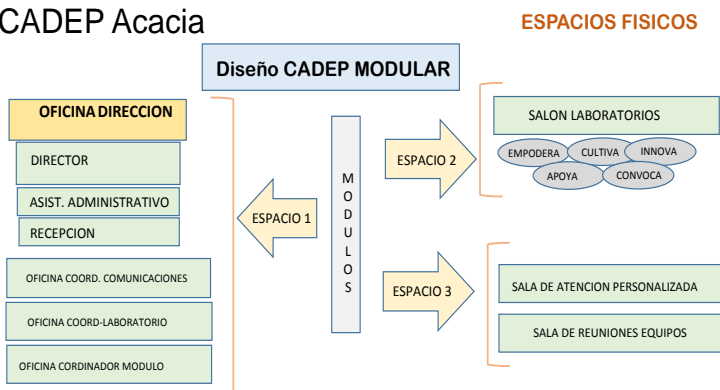 CADEP Acacia
ESPACIOS FISICOS
Diseño CADEP MODULAR
OFICINA DIRECCION
DIRECTOR
ASIST. ADMINISTRATIVO
RECEPCION
OFICINA COORD. COMUNICACIONES
OFICINA COORD-LABORATORIO
OFICINA CORDINADOR MODULO
ESPACIO 1
M
O
D
U
L
O
S
ESPACIO 2
SALON LABORATORIOS
EMPODERA CULTIVA INNOVA
APOYA CONVOCA
ESPACIO 3
SALA DE ATENCION PERSONALIZADA
SALA DE REUNIONES EQUIPOS